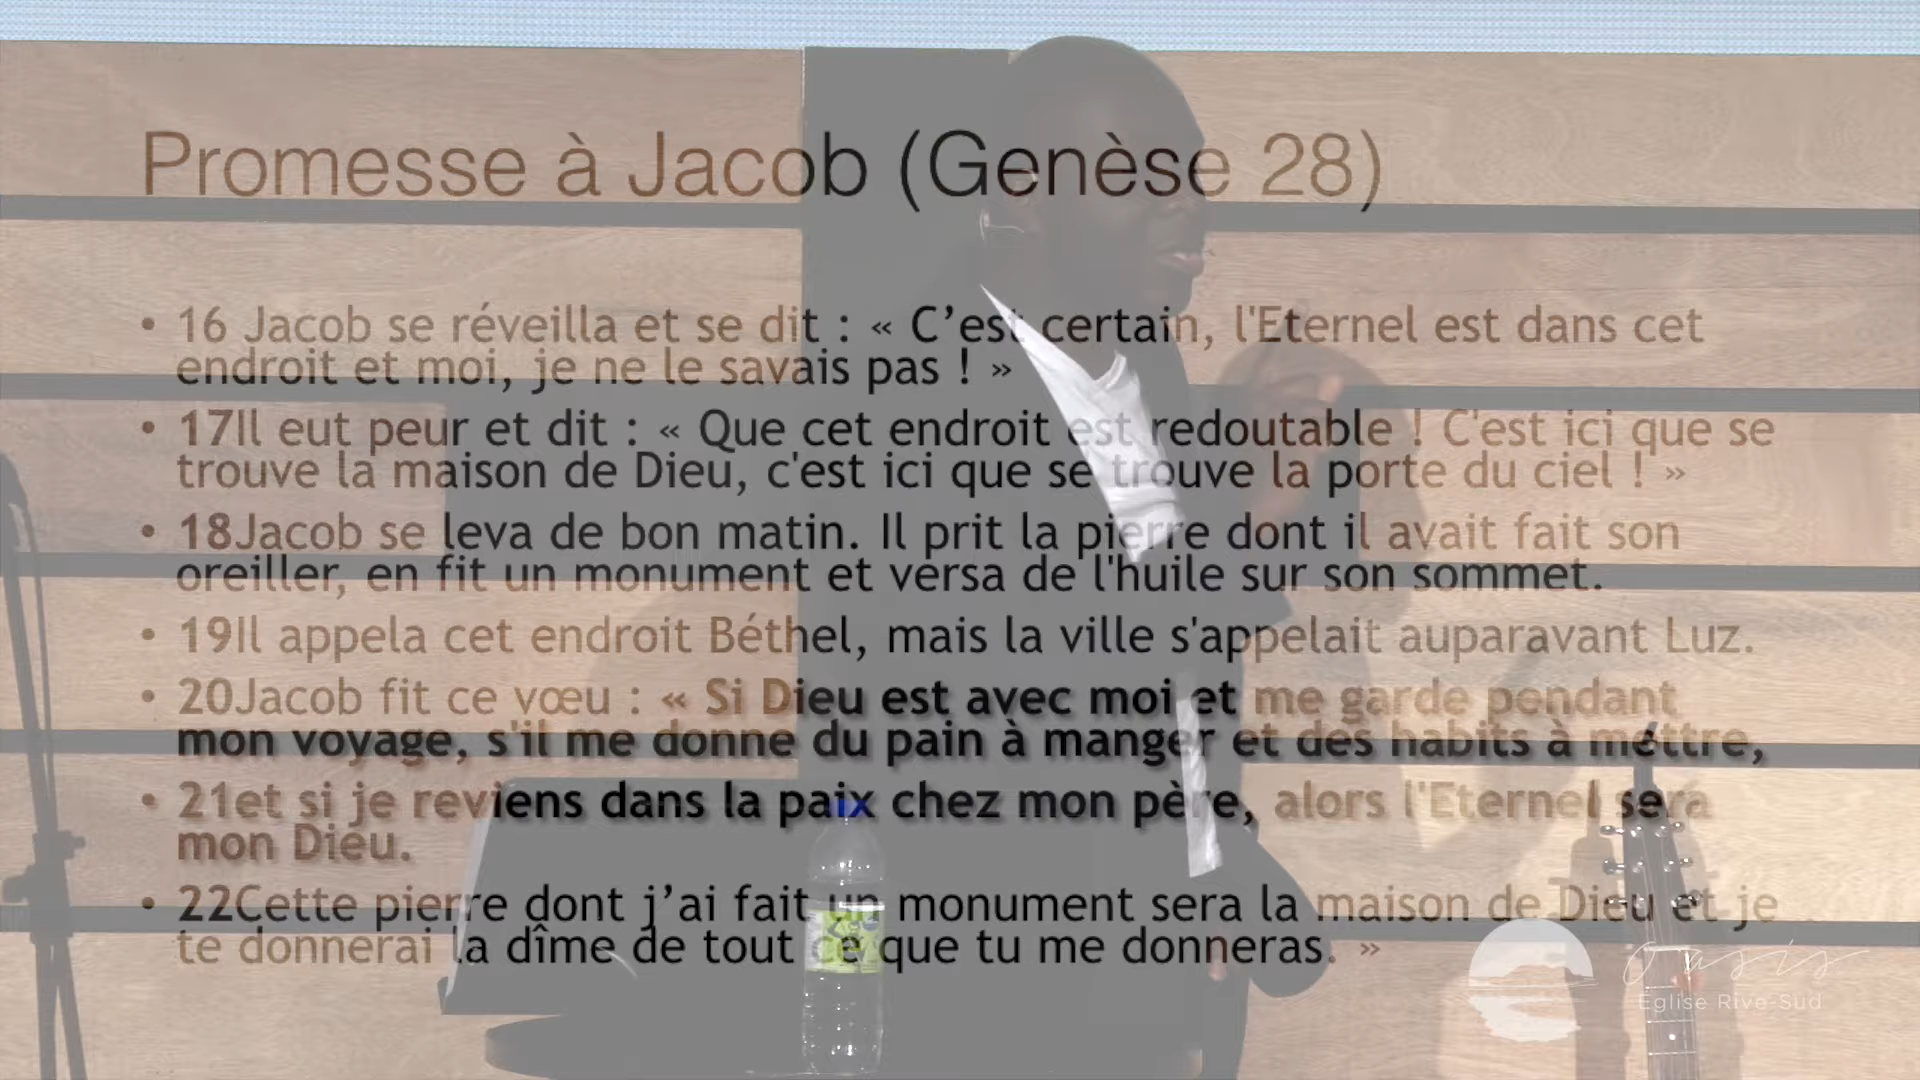 Promesse à Jacob (Genèse 28)
• 16 Jacob se réveilla et se dit : « C’est certain, l'Eternel est dans cet
endroit et moi, je ne le savais pas ! »
• 17Il eut peur et dit : « Que cet endroit est redoutable ! C'est ici que se
trouve la maison de Dieu, c'est ici que se trouve la porte du ciel ! »
• 18Jacob se leva de bon matin. Il prit la pierre dont il avait fait son
oreiller, en fit un monument et versa de l'huile sur son sommet.
• 19Il appela cet endroit Béthel, mais la ville s'appelait auparavant Luz.
• 20Jacob fit ce vœu : « Si Dieu est avec moi et me garde pendant
mon voyage, s'il me donne du pain à manger et des habits à mettre,
• 21et si je reviens dans la paix chez mon père, alors l'Eternel sera
mon Dieu.
• 22Cette pierre dont j’ai fait un monument sera la maison de Dieu et je
te donnerai la dîme de tout ce que tu me donneras. »
Oasis
Église Rive-Sud